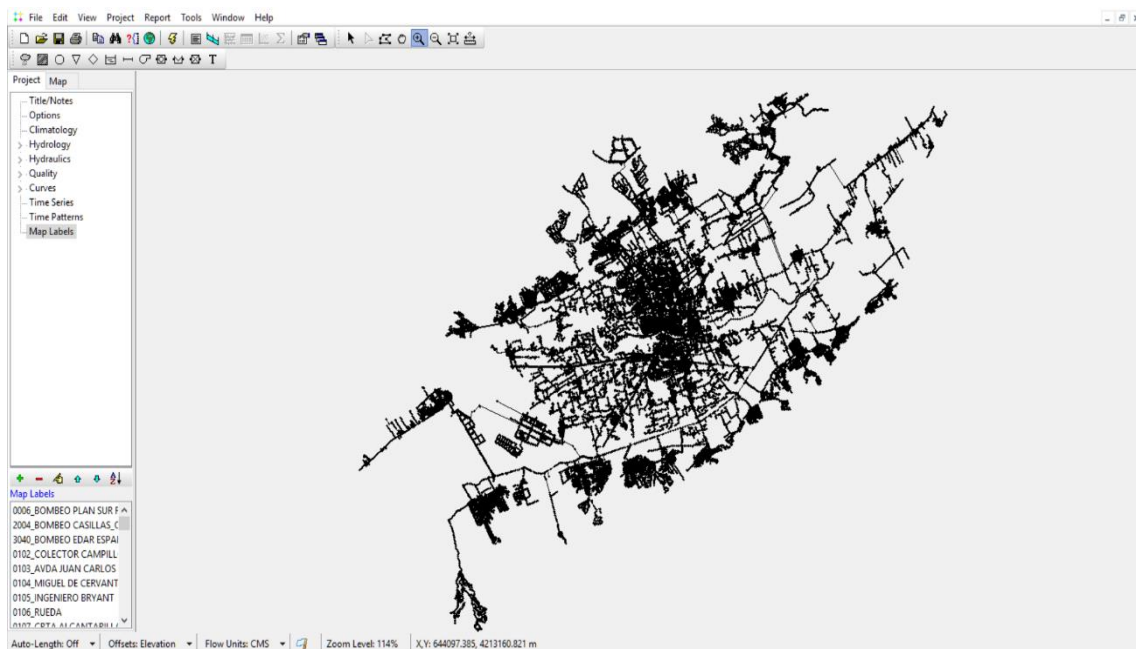 File Edit View Project Report Tools Window Help
T
Project Map
Title/Notes
Options
Climatology
Hydrology
Hydraulics
Quality
Curves
Time Series
Time Patterns
Map Labels
Map Labels
0006_BOMBEO PLAN SUR
2004_BOMBEO CASILLAS_
3040_BOMBEO EDAR ESPA
0102_COLECTOR CAMPILL
0103_AVDA JUAN CARLOS
0104_MIGUEL DE CERVANT
0105_INGENIERO BRYANT
0106_RUEDA
Auto-Length: Off Offsets: Elevation Flow Units: CMS Zoom Level: 114% X,Y: 644097.385, 4213160.821 m